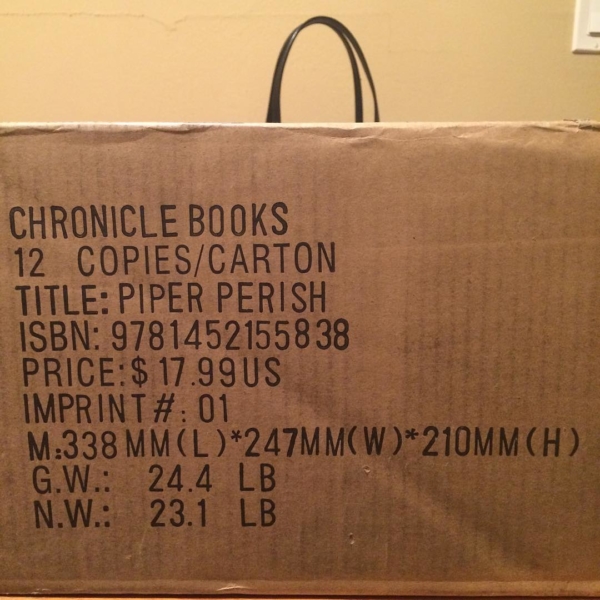 CHRONICLE BOOKS
12 COPIES/CARTON
TITLE: PIPER PERISH
ISBN: 9781452155838
PRICE:$ 17.99US
IMPRINT#: 01
M:338MM(L)*247MM(W)*210MM(H)
G.W.: 24.4 LB
N.W.: 23.1 LB